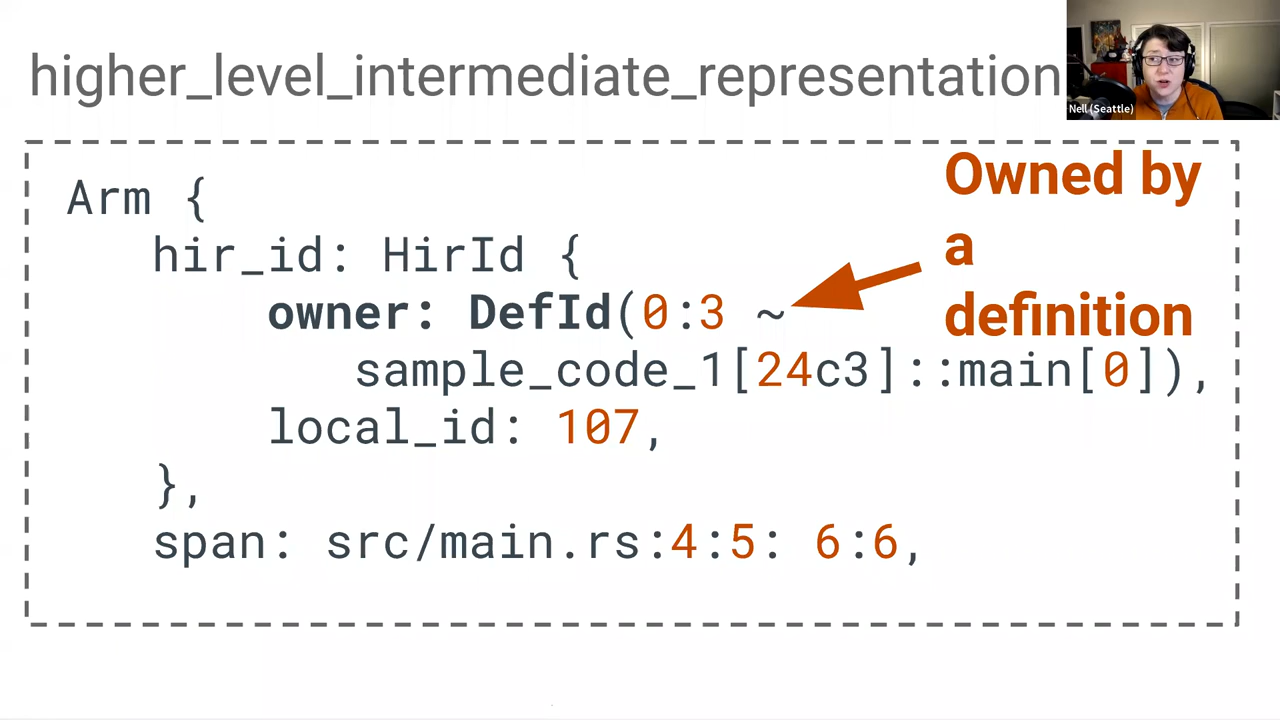 higher_level_intermediate_representation
Nell (Seattle)
Arm {
hir_id: HirId {
owner: DefId(0:3 ~
sample_code_1[24c3]::main[0]),
local_id: 107,
},
span: src/main.rs:4:5: 6:6,
Owned by
a
definition